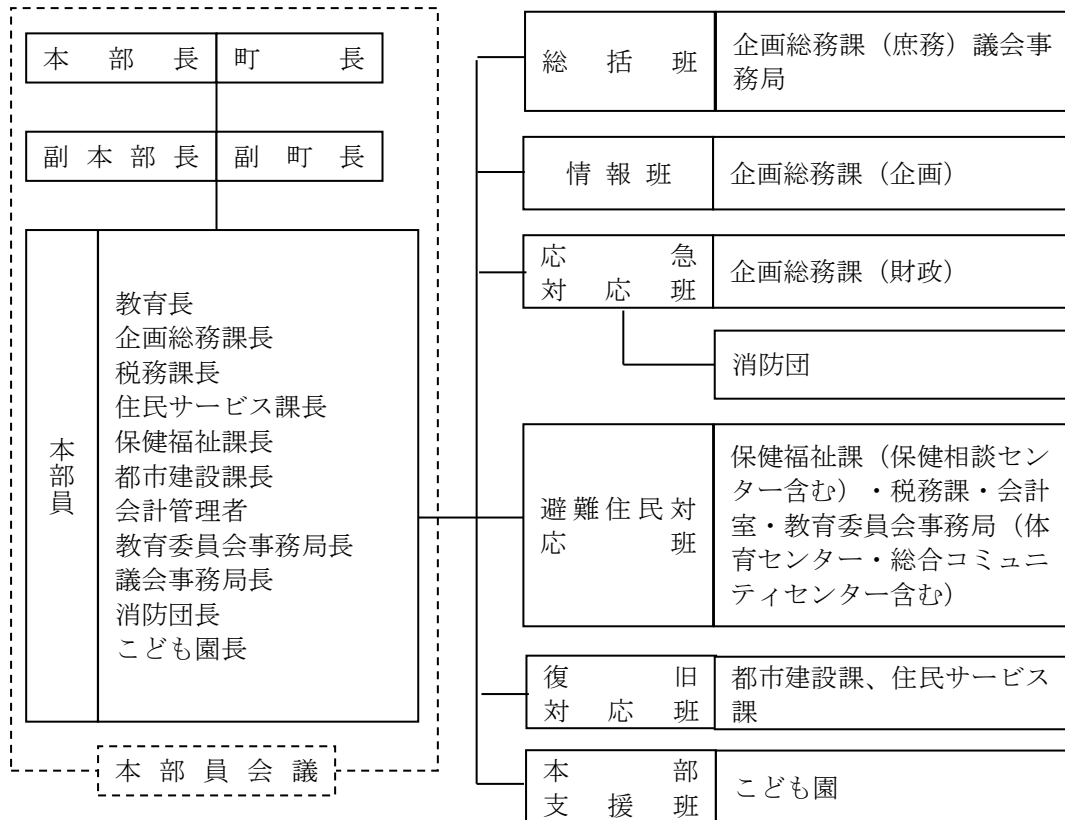 本部長 町長
副本部長 副町長
本部員
教育長
企画総務課長
税務課長
住民サービス課長
保健福祉課長
都市建設課長
会計管理者
教育委員会事務局長
議会事務局長
消防団長
こども園長
本部員会議
総括班
企画総務課（庶務）議会事
務局
情報班
企画総務課（企画）
応急
対応班
企画総務課（財政）
消防団
避難住民対
応班
保健福祉課（保健相談セン
ター含む）・税務課・会計
室・教育委員会事務局（体
育センター・総合コミュニ
ティセンター含む）
復旧
対応班
都市建設課、住民サービス
課
本部
支援班
こども園